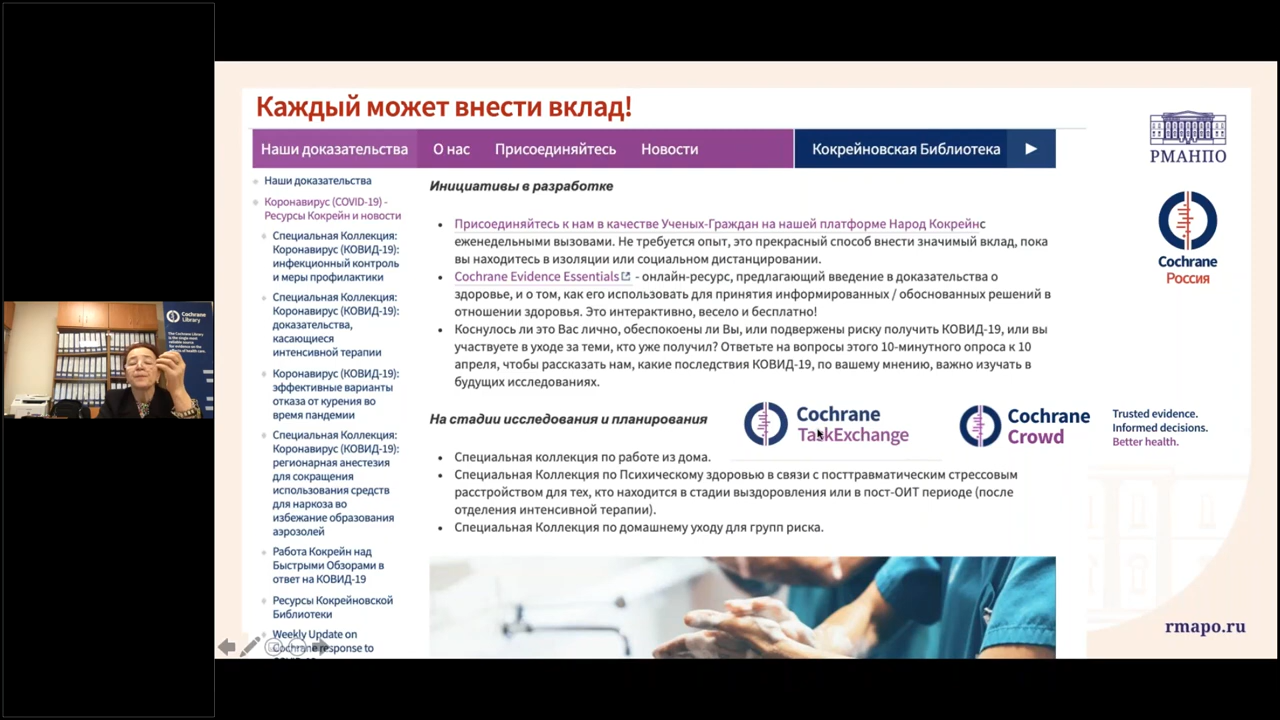 Каждый может внести вклад!
Наши доказательства
О нас
Присоединяйтесь
Новости
Кокрейновская Библиотека
РМАНПО
Cochrane
Россия
Наши доказательства
Коронавирус (COVID-19) -
Ресурсы Кокрейн и новости
Специальная Коллекция:
Коронавирус (КОВИД-19):
инфекционный контроль
и меры профилактики
Специальная Коллекция:
Коронавирус (КОВИД-19):
доказательства,
касающиеся
интенсивной терапии
Коронавирус (КОВИД-19):
эффективные варианты
отказа от курения во
время пандемии
Специальная Коллекция:
Коронавирус (КОВИД-19):
регионарная анестезия
для сокращения
использования средств
для наркоза во
избежание образования
аэрозолей
Работа Кокрейн над
Быстрыми Обзорами в
ответ на КОВИД-19
Ресурсы Кокрейновской
Библиотеки
Weekly Update on
Cochrane response to
Инициативы в разработке
Присоединяйтесь к нам в качестве Ученых-Граждан на нашей платформе Народ Кокрейнс
еженедельными вызовами. Не требуется опыт, это прекрасный способ внести значимый вклад, пока
вы находитесь в изоляции или социальном дистанцировании.
Cochrane Evidence Essentials - онлайн-ресурс, предлагающий введение в доказательства о
здоровье, и о том, как его использовать для принятия информированных / обоснованных решений в
отношении здоровья. Это интерактивно, весело и бесплатно!
Коснулось ли это Вас лично, обеспокоены ли Вы, или подвержены риску получить КОВИД-19, или вы
участвуете в уходе за теми, кто уже получил? Ответьте на вопросы этого 10-минутного опроса к 10
апреля, чтобы рассказать нам, какие последствия КОВИД-19, по вашему мнению, важно изучать в
будущих исследованиях.
На стадии исследования и планирования
Cochrane
TaskExchange
Cochrane
Crowd
Trusted evidence.
Informed decisions.
Better health.
Специальная коллекция по работе из дома.
Специальная Коллекция по Психическому здоровью в связи с посттравматическим стрессовым
расстройством для тех, кто находится в стадии выздоровления или в пост-ОИТ периоде (после
отделения интенсивной терапии).
Специальная Коллекция по домашнему уходу для групп риска.
rmapo.ru
Cochrane
Library